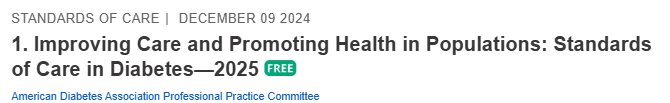 STANDARDS OF CARE | DECEMBER 09 2024
1. Improving Care and Promoting Health in Populations: Standards
of Care in Diabetes—2025 FREE
American Diabetes Association Professional Practice Committee